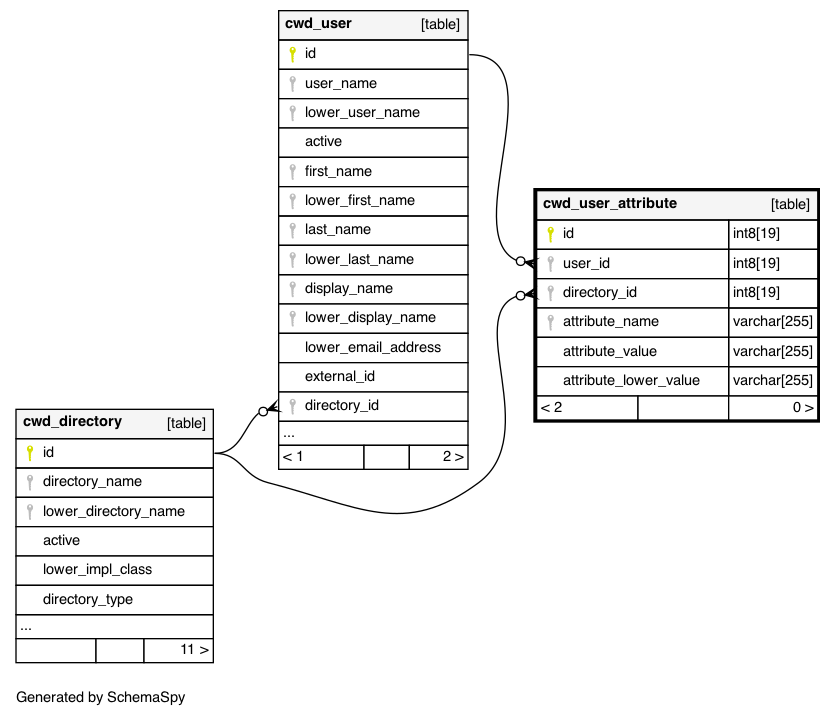 cwd_user [table]
id
user_name
lower_user_name
active
first_name
lower_first_name
last_name
lower_last_name
display_name
lower_display_name
lower_email_address
external_id
directory_id
...
< 1 2 >
cwd_user_attribute [table]
id int8[19]
user_id int8[19]
directory_id int8[19]
attribute_name varchar[255]
attribute_value varchar[255]
attribute_lower_value varchar[255]
< 2 0 >
cwd_directory [table]
id
directory_name
lower_directory_name
active
lower_impl_class
directory_type
...
11 >
Generated by SchemaSpy